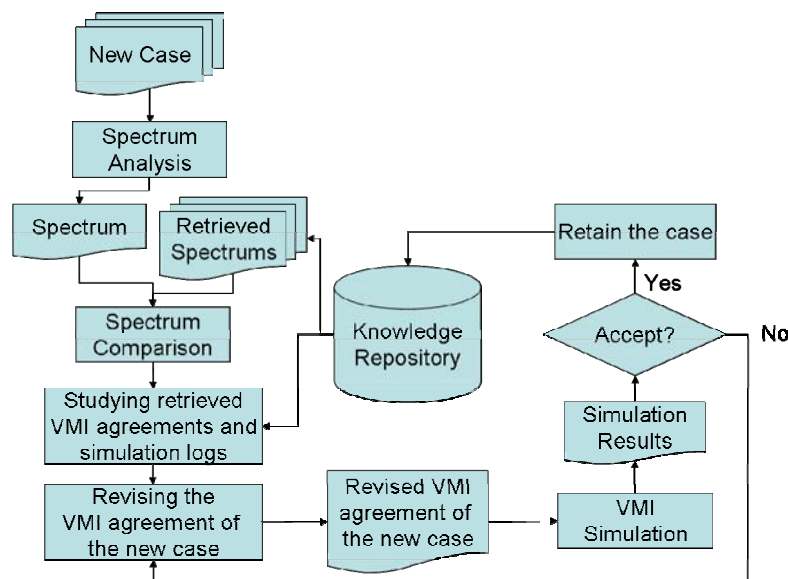 New Case
Spectrum
Analysis
Spectrum
Retrieved
Spectrums
Retain the case
Yes
Spectrum
Comparison
Knowledge
Repository
Accept?
No
Studying retrieved
VMI agreements and
simulation logs
Simulation
Results
Revising the
VMI agreement of
the new case
Revised VMI
agreement of
the new case
VMI
Simulation